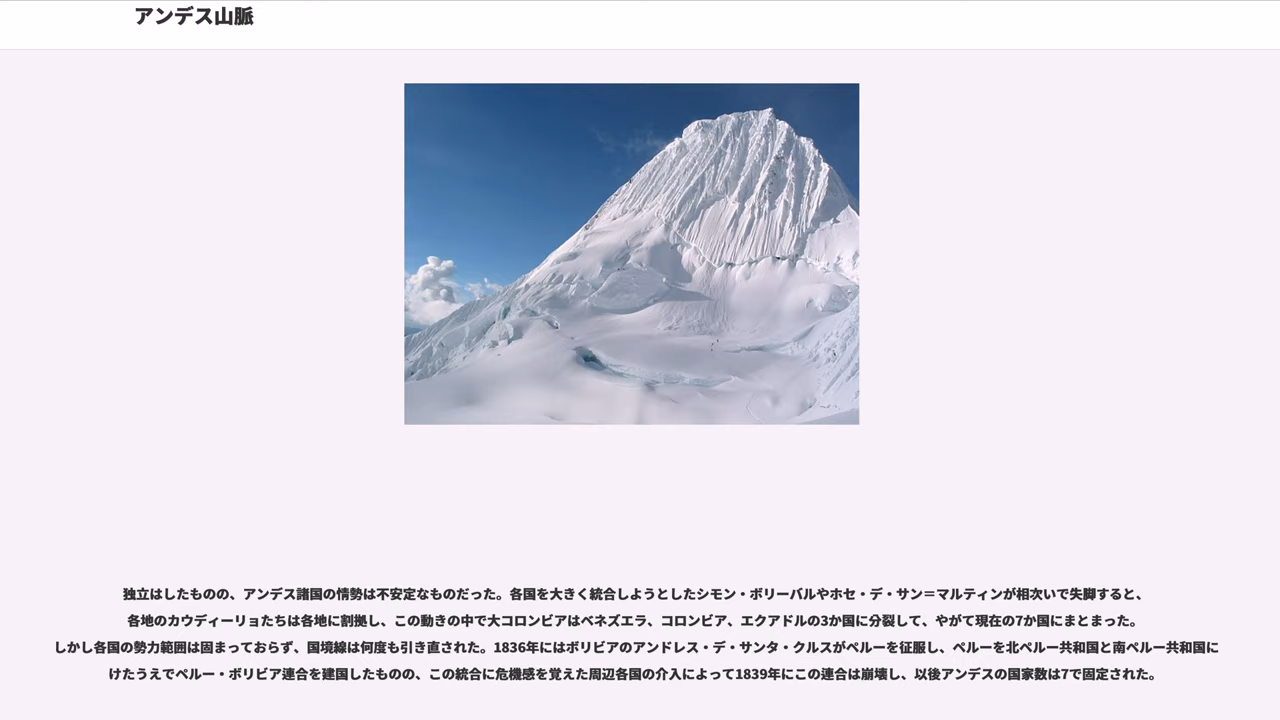 アンデス山脈
独立はしたものの、アンデス諸国の情勢は不安定なものだった。各国を大きく統合しようとしたシモン・ボリーバルやホセ・デ・サン＝マルティンが相次いで失脚すると、
各地のカウディーリョたちは各地に割拠し、この動きの中で大コロンビアはベネズエラ、コロンビア、エクアドルの3か国に分裂して、やがて現在の7か国にまとまった。
しかし各国の勢力範囲は固まっておらず、国境線は何度も引き直された。1836年にはボリビアのアンドレス・デ・サンタ・クルスがペルーを征服し、ペルーを北ペルー共和国と南ペルー共和国に
けたうえでペルー・ボリビア連合を建国したものの、この統合に危機感を覚えた周辺各国の介入によって1839年にこの連合は崩壊し、以後アンデスの国家数は7で固定された。